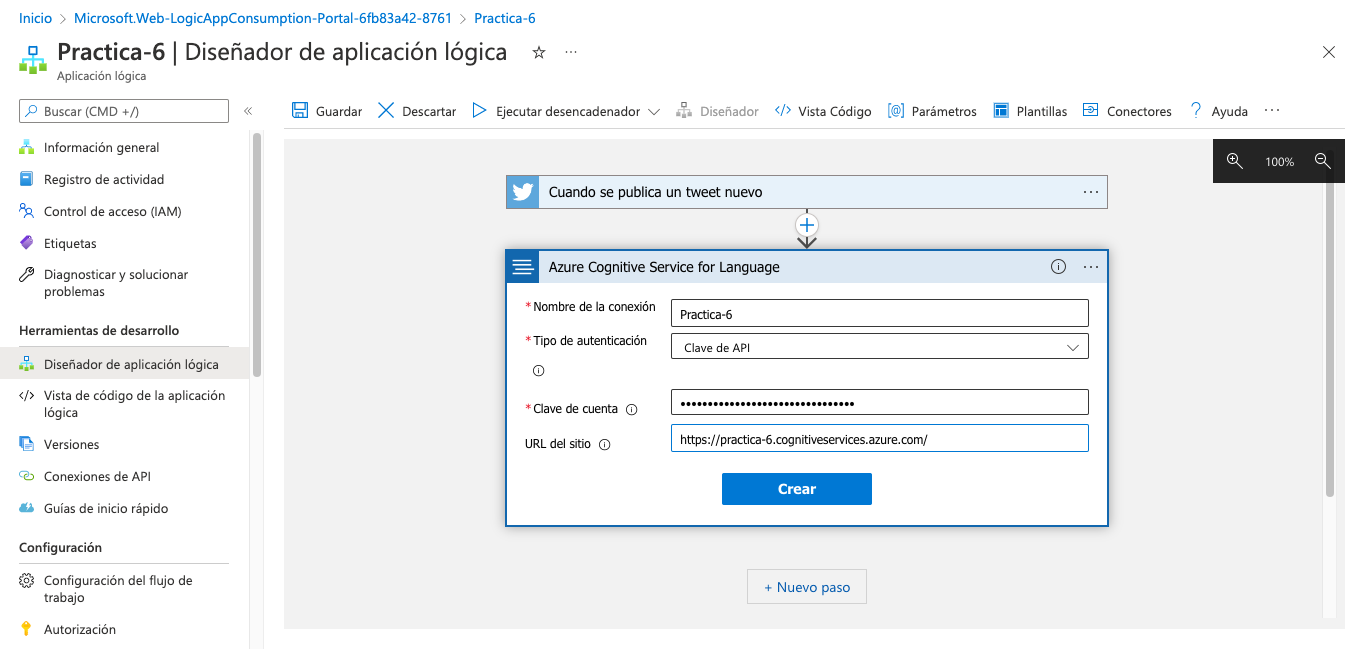 Inicio > Microsoft.Web-LogicAppConsumption-Portal-6fb83a42-8761 > Practica-6
Practica-6 | Diseñador de aplicación lógica
Aplicación lógica
Buscar (CMD +/)
Información general
Registro de actividad
Control de acceso (IAM)
Etiquetas
Diagnosticar y solucionar
problemas
Herramientas de desarrollo
Diseñador de aplicación lógica
Vista de código de la aplicación
lógica
Versiones
Conexiones de API
Guías de inicio rápido
Configuración
Configuración del flujo de
trabajo
Autorización
Guardar Descartar Ejecutar desencadenador Diseñador Vista Código Parámetros Plantillas Conectores Ayuda
100%
Cuando se publica un tweet nuevo
Azure Cognitive Service for Language
*Nombre de la conexión Practica-6
*Tipo de autenticación Clave de API
*Clave de cuenta ••••••••••••••••••••••••••••••••
URL del sitio https://practica-6.cognitiveservices.azure.com/
Crear
+ Nuevo paso